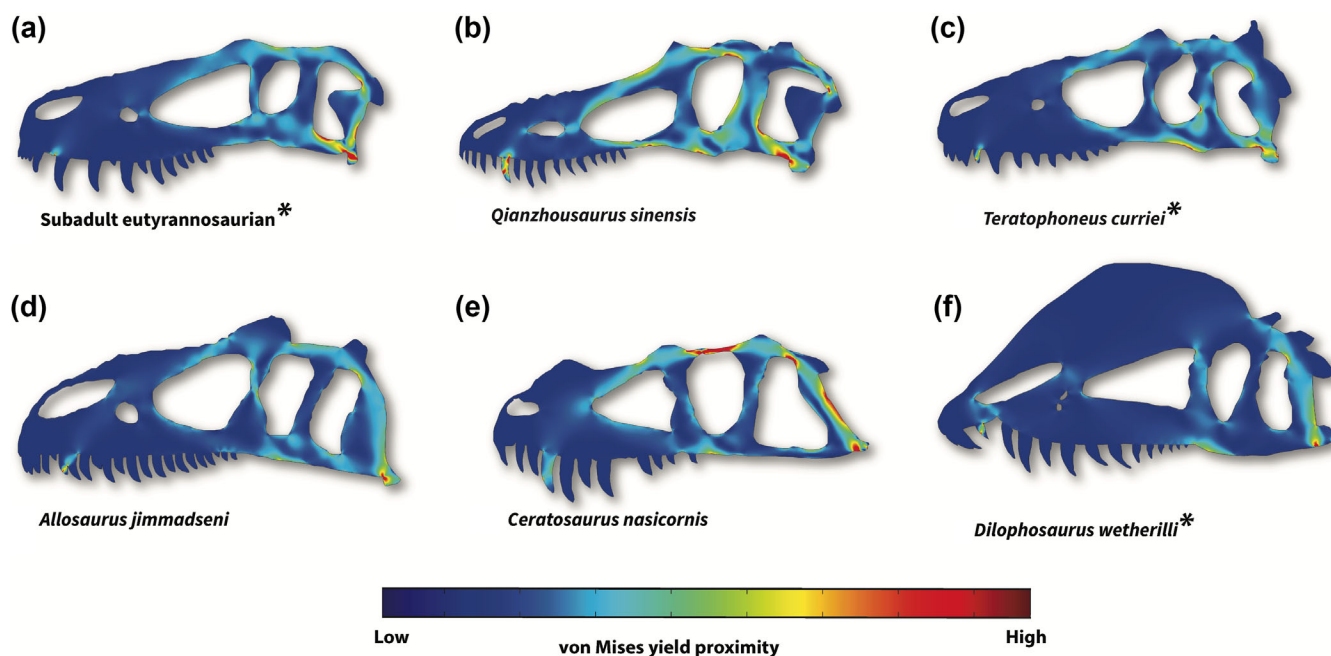 (a)
(b)
(c)
Subadult eutyrannosaurian*
Qianzhousaurus sinensis
Teratophoneus curriei*
(d)
(e)
(f)
Allosaurus jimmadseni
Ceratosaurus nasicornis
Dilophosaurus wetherilli*
Low
High
von Mises yield proximity